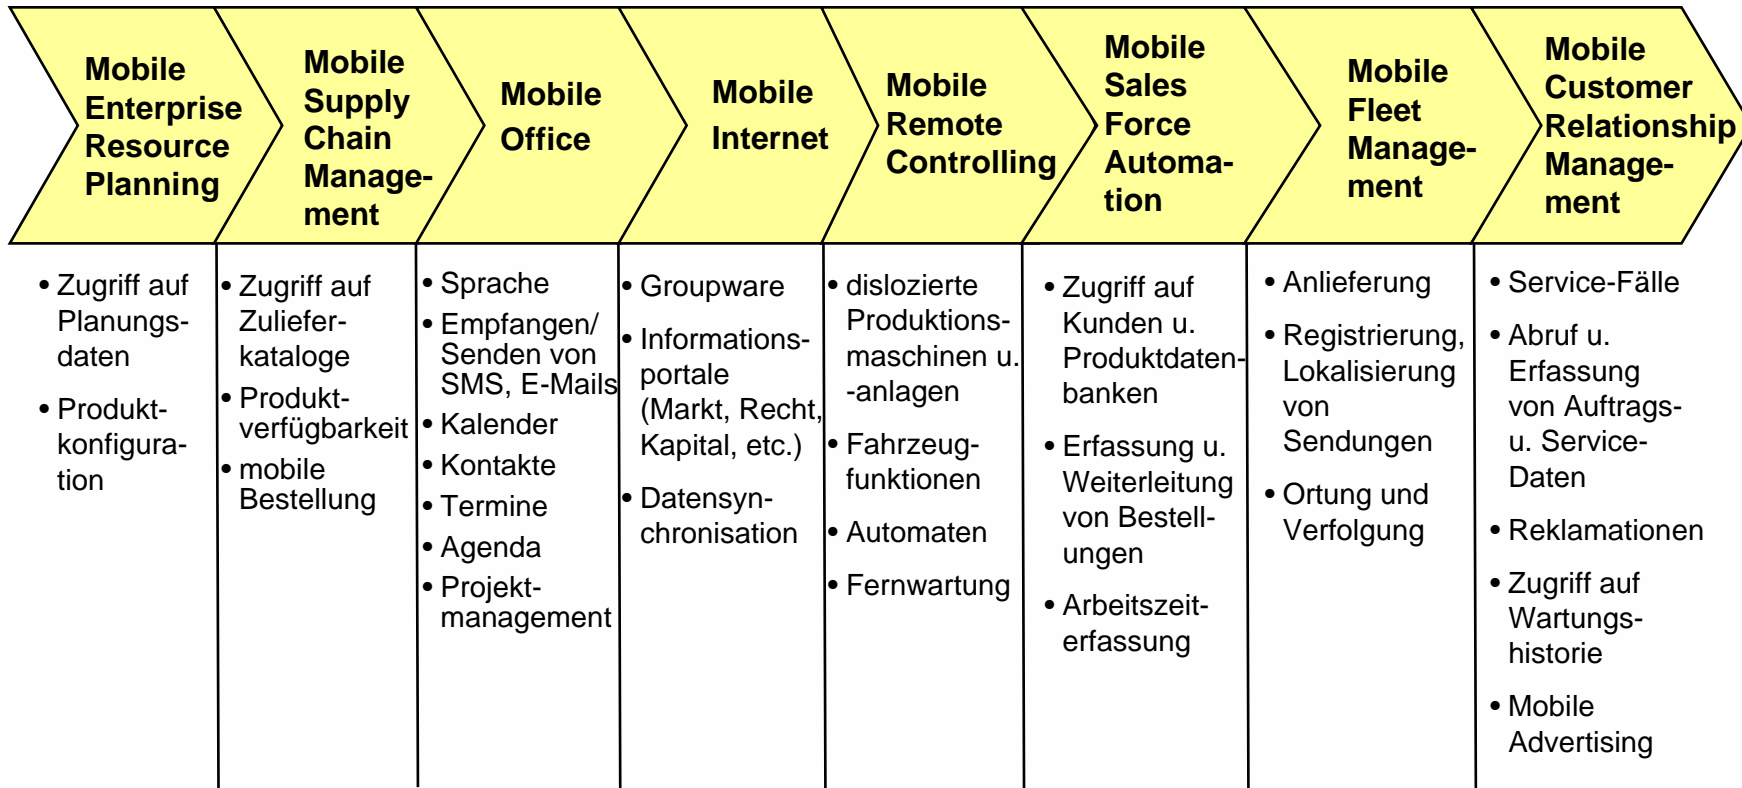 Mobile
Enterprise
Resource
Planning
Mobile
Supply
Chain
Manage-
ment
Mobile
Office
Mobile
Internet
Mobile
Remote
Controlling
Mobile
Sales
Force
Automa-
tion
Mobile
Fleet
Manage-
ment
Mobile
Customer
Relationship
Manage-
ment
• Zugriff auf
Planungs-
daten
• Produkt-
konfigura-
tion
• Zugriff auf
Zuliefer-
kataloge
• Produkt-
verfügbarkeit
• mobile
Bestellung
• Sprache
• Empfangen/
Senden von
SMS, E-Mails
• Kalender
• Kontakte
• Termine
• Agenda
• Projekt-
management
• Groupware
• Informations-
portale
(Markt, Recht,
Kapital, etc.)
• Datensyn-
chronisation
• dislozierte
Produktions-
maschinen u.
-anlagen
• Fahrzeug-
funktionen
• Automaten
• Fernwartung
• Zugriff auf
Kunden u.
Produktdaten-
banken
• Erfassung u.
Weiterleitung
von Bestell-
ungen
• Arbeitszeit-
erfassung
• Anlieferung
• Registrierung,
Lokalisierung
von
Sendungen
• Ortung und
Verfolgung
• Service-Fälle
• Abruf u.
Erfassung
von Auftrags-
u. Service-
Daten
• Reklamationen
• Zugriff auf
Wartungs-
historie
• Mobile
Advertising